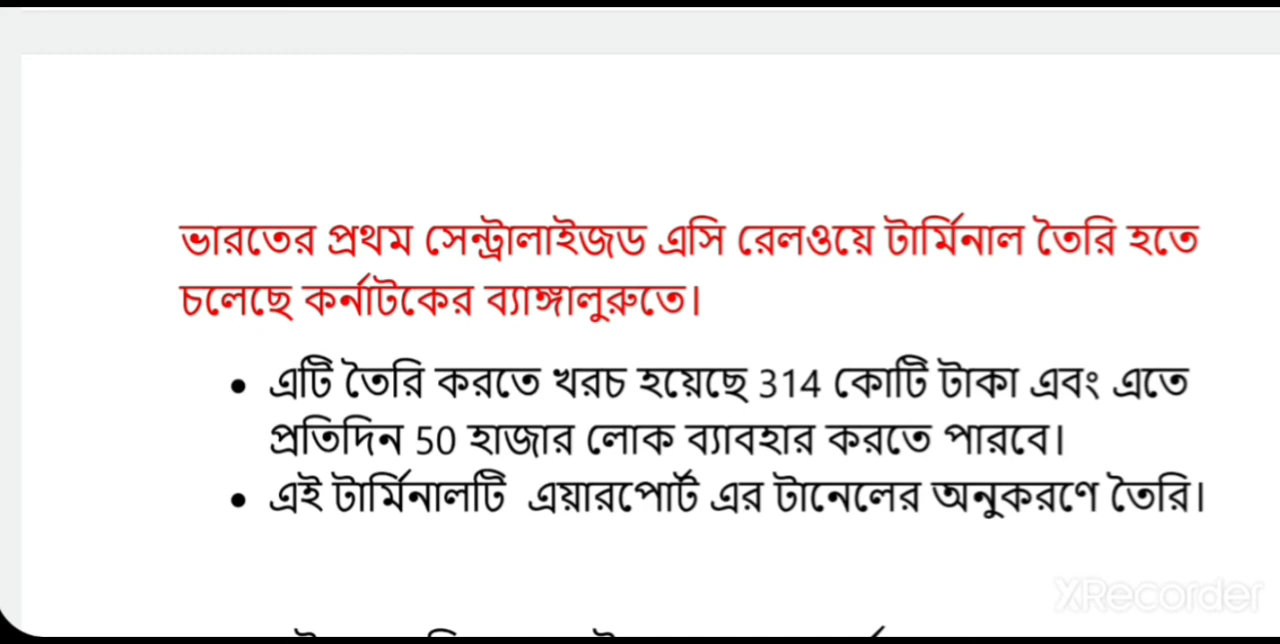 ভারতের প্রথম সেন্ট্রালাইজড এসি রেলওয়ে টার্মিনাল তৈরি হতে
চলেছে কর্নাটকের ব্যাঙ্গালুরুতে।
• এটি তৈরি করতে খরচ হয়েছে 314 কোটি টাকা এবং এতে
প্রতিদিন 50 হাজার লোক ব্যাবহার করতে পারবে।
• এই টার্মিনালটি এয়ারপোর্ট এর টানেলের অনুকরণে তৈরি।
XRecorder